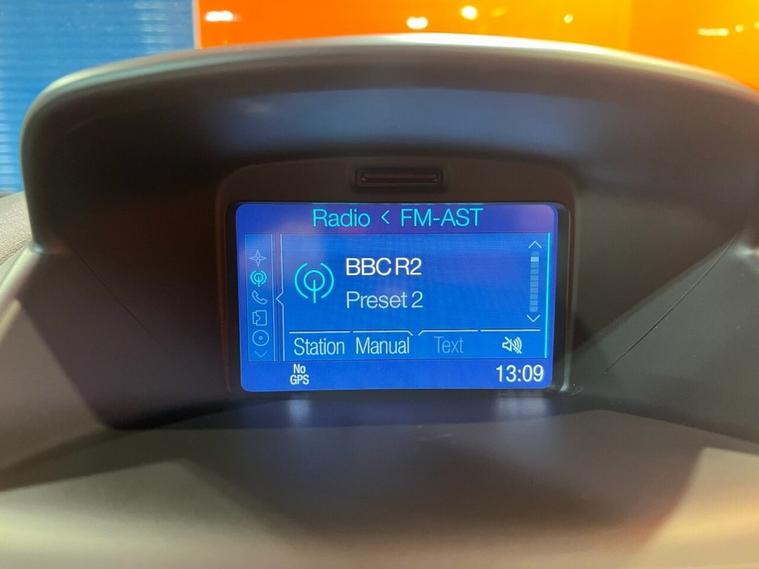 Radio < FM-AST
BBC R2
Preset 2
Station Manual Text
No
GPS
13:09